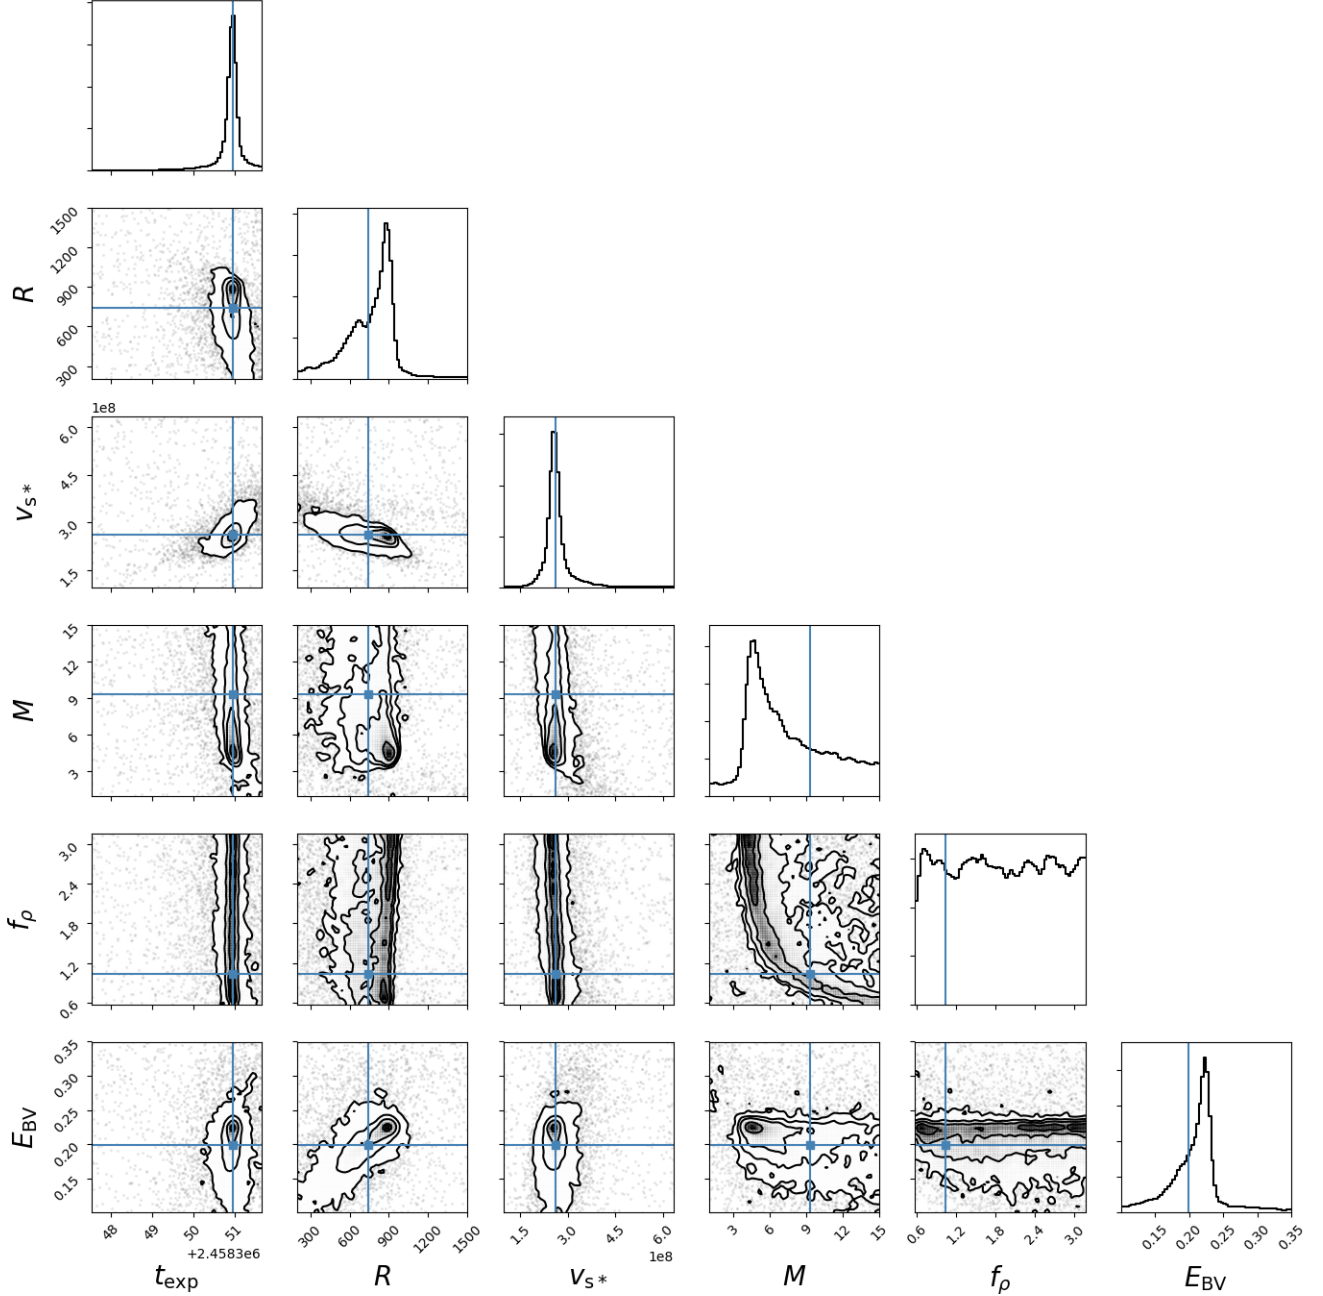 1500
1200
900
600
300
R
1e8
6.0
4.5
3.0
1.5
v_s*
15
12
9
6
3
M
3.0
2.4
1.8
1.2
0.6
f_ρ
0.35
0.30
0.25
0.20
0.15
E_BV
48 49 50 51
+2.4583e6
t_exp
300 600 900 1200 1500
R
1.5 3.0 4.5 6.0
1e8
v_s*
3 6 9 12 15
M
0.6 1.2 1.8 2.4 3.0
f_ρ
0.15 0.20 0.25 0.30 0.35
E_BV